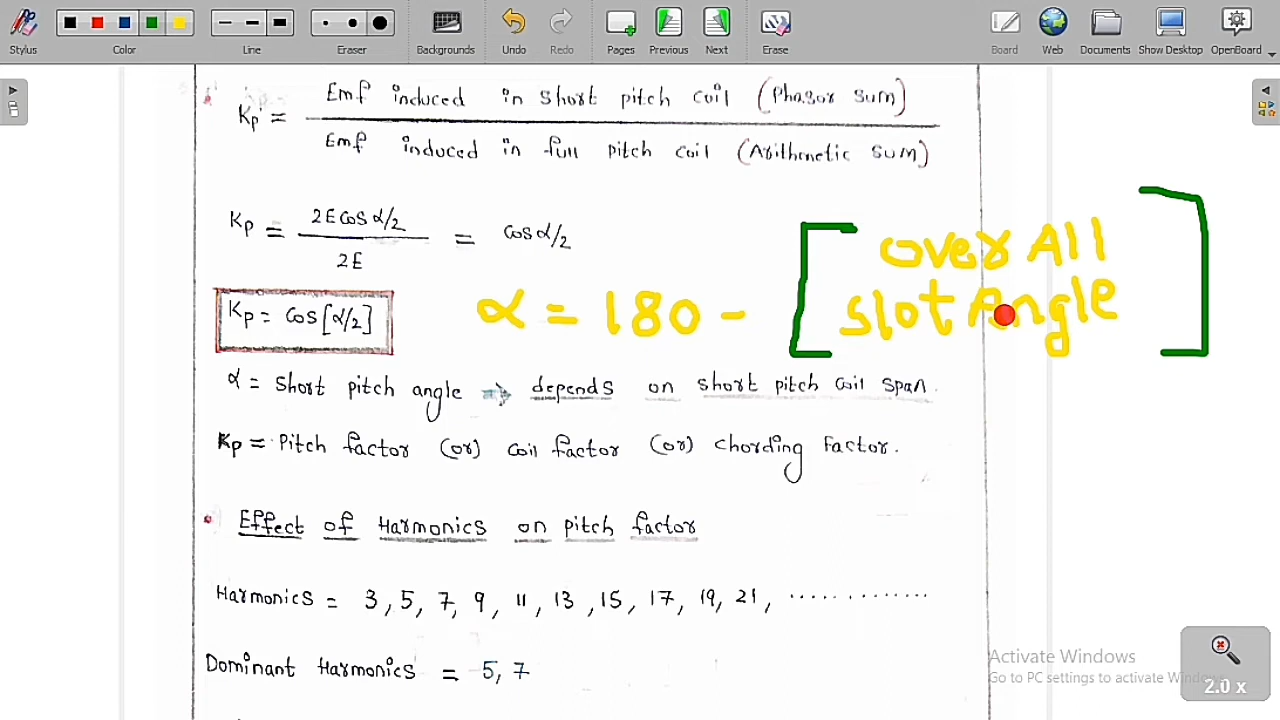 Stylus Color Line Eraser Backgrounds Undo Redo Pages Previous Next Erase Board Web Documents Show Desktop OpenBoard
Kp = Emf induced in short pitch coil (Phasor sum)
Emf induced in full pitch coil (Arithmetic sum)
Kp = 2E Cos α/2 = cos α/2
2E
Kp = Cos[α/2]
α = 180 - [Over All
Slot Angle]
α = Short pitch angle ⇒ depends on short pitch coil span.
Kp = Pitch factor (or) Coil factor (or) Chording Factor.
• Effect of Harmonics on pitch factor
Harmonics = 3, 5, 7, 9, 11, 13, 15, 17, 19, 21, ..............
Dominant Harmonics = 5, 7
Activate Windows
Go to PC settings to activate Windows
2.0 x